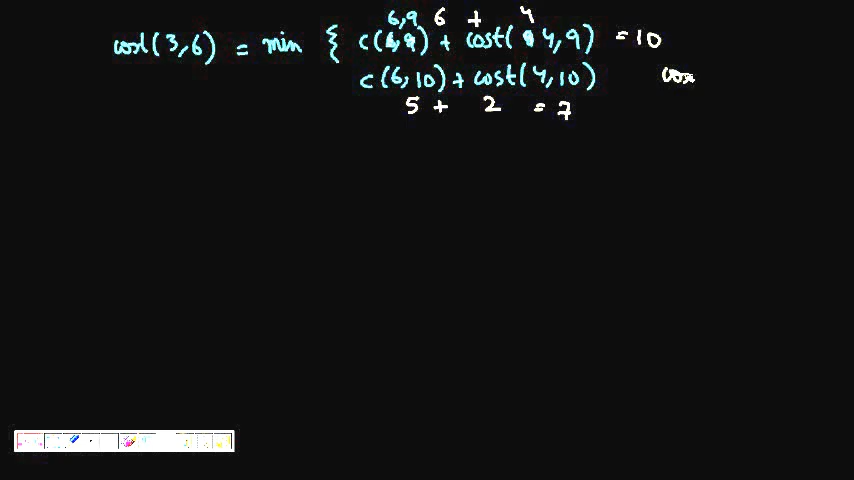 6,9 6 + 4
cost(3,6) = min { c(6,9) + cost(4,9) = 10
c(6,10) + cost(4,10) cos
5 + 2 = 7